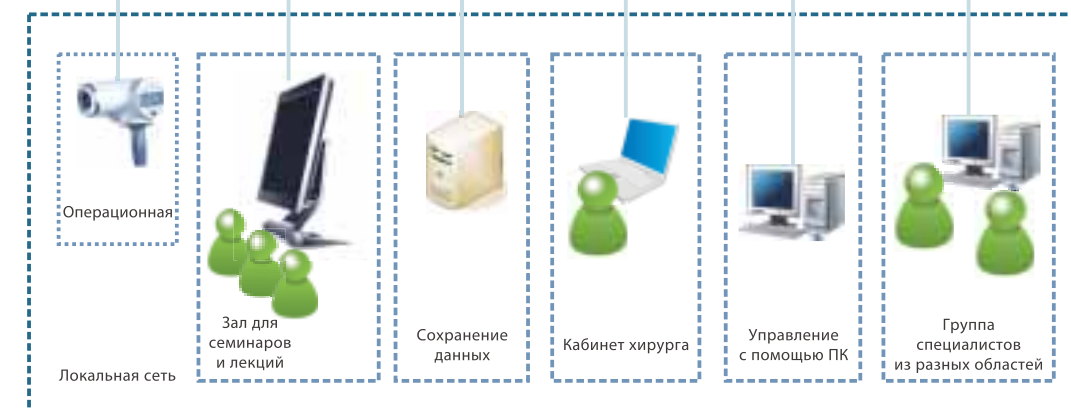 Операционная
Зал для
семинаров
и лекций
Сохранение
данных
Кабинет хирурга
Управление
с помощью ПК
Группа
специалистов
из разных областей
Локальная сеть